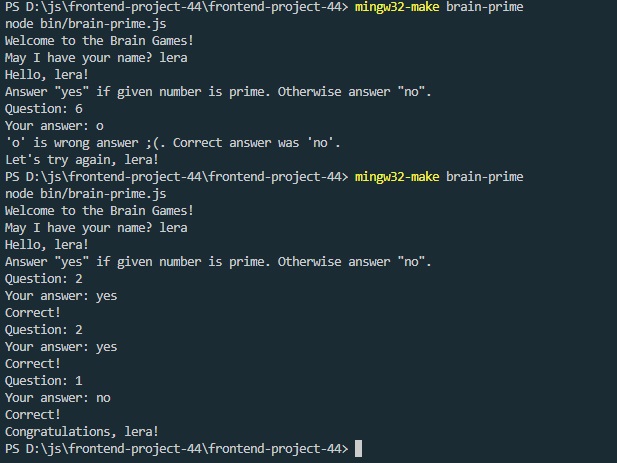 PS D:\js\frontend-project-44\frontend-project-44> mingw32-make brain-prime
node bin/brain-prime.js
Welcome to the Brain Games!
May I have your name? lera
Hello, lera!
Answer "yes" if given number is prime. Otherwise answer "no".
Question: 6
Your answer: o
'o' is wrong answer ;(. Correct answer was 'no'.
Let's try again, lera!
PS D:\js\frontend-project-44\frontend-project-44> mingw32-make brain-prime
node bin/brain-prime.js
Welcome to the Brain Games!
May I have your name? lera
Hello, lera!
Answer "yes" if given number is prime. Otherwise answer "no".
Question: 2
Your answer: yes
Correct!
Question: 2
Your answer: yes
Correct!
Question: 1
Your answer: no
Correct!
Congratulations, lera!
PS D:\js\frontend-project-44\frontend-project-44>